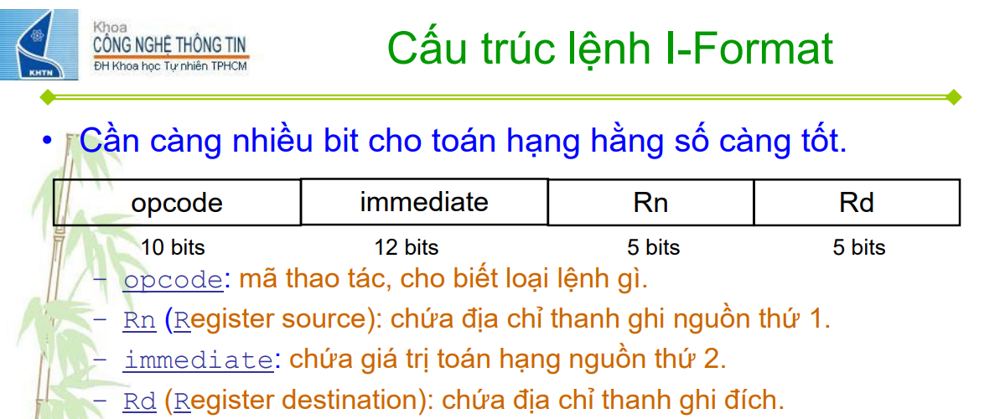 Khoa
CÔNG NGHỆ THÔNG TIN
ĐH Khoa học Tự nhiên TPHCM
KHTN
Cấu trúc lệnh I-Format
• Cần càng nhiều bit cho toán hạng hằng số càng tốt.
opcode immediate Rn Rd
10 bits 12 bits 5 bits 5 bits
– opcode: mã thao tác, cho biết loại lệnh gì.
– Rn (Register source): chứa địa chỉ thanh ghi nguồn thứ 1.
– immediate: chứa giá trị toán hạng nguồn thứ 2.
– Rd (Register destination): chứa địa chỉ thanh ghi đích.